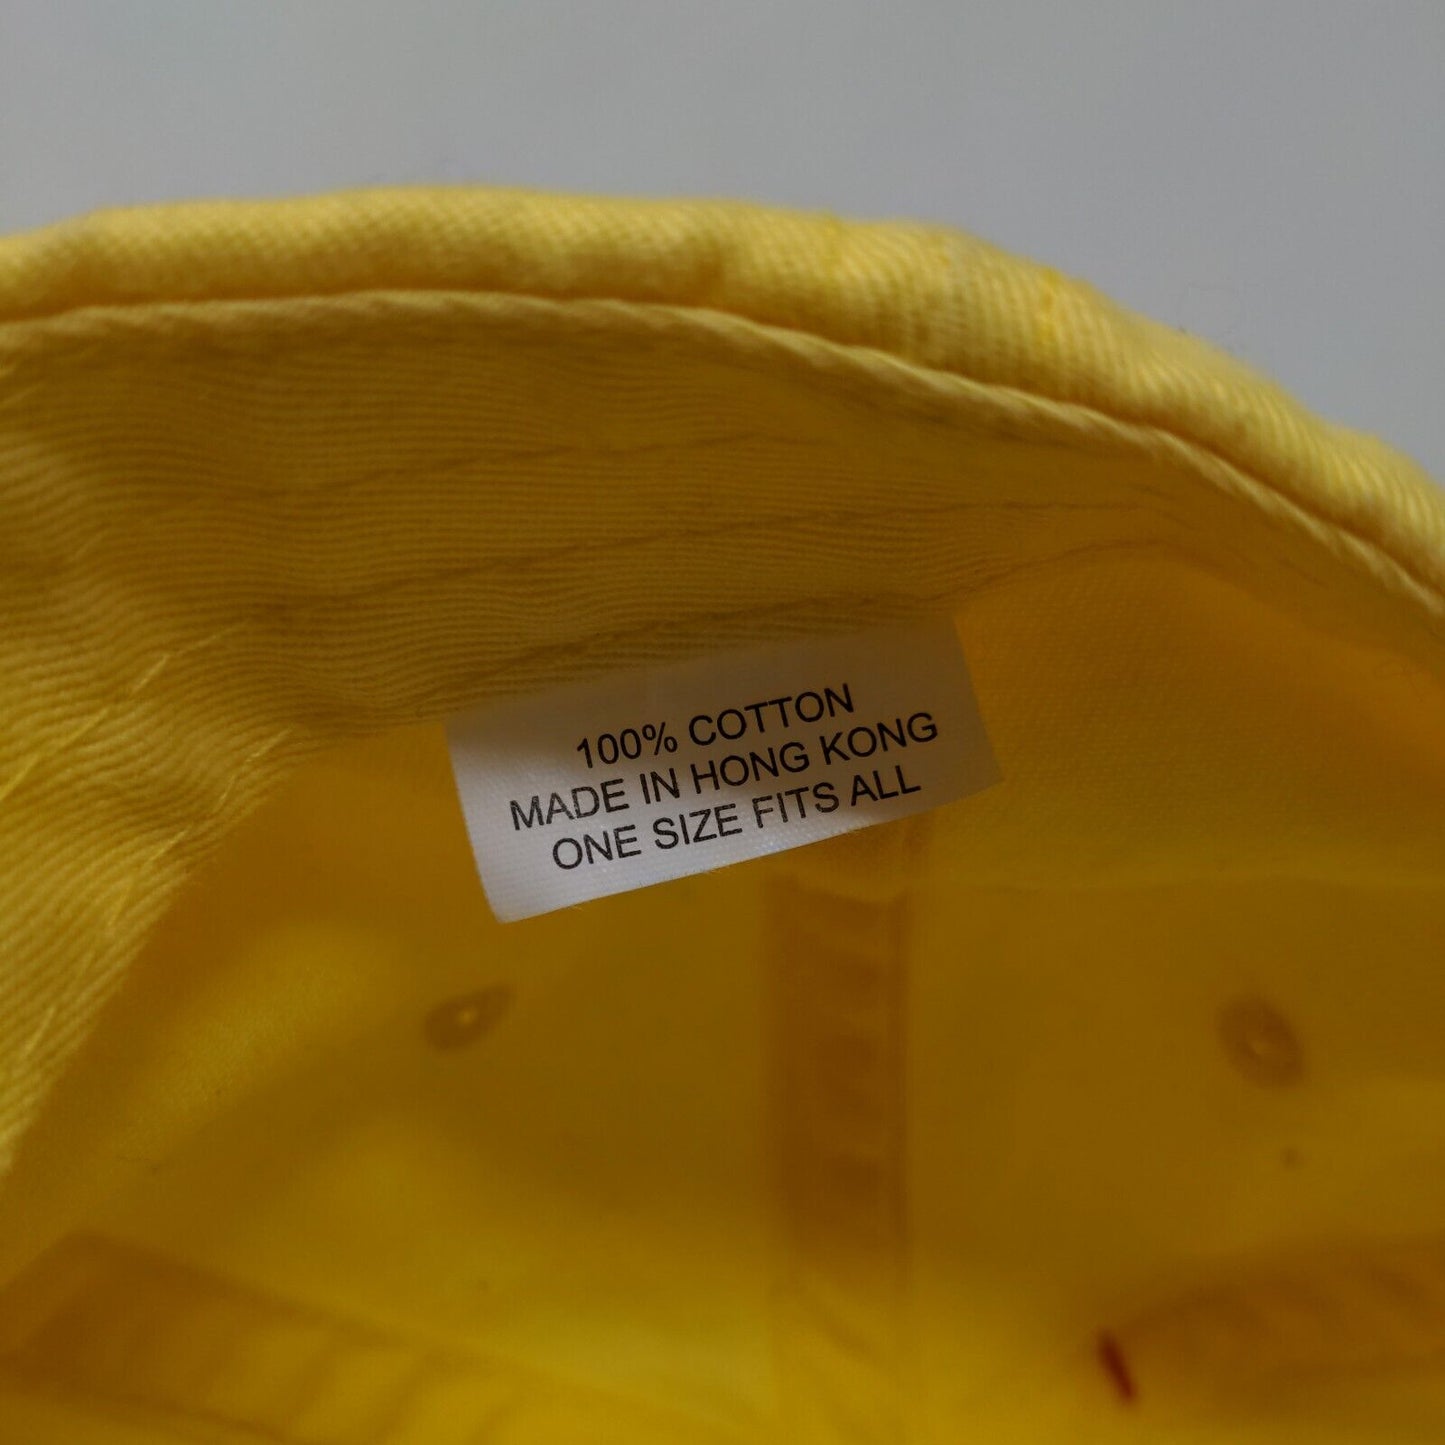 100% COTTON
MADE IN HONG KONG
ONE SIZE FITS ALL